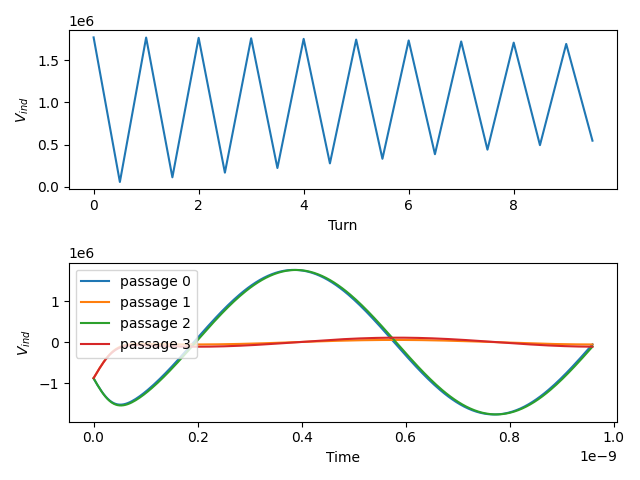 1e6
V_ind
1.5
1.0
0.5
0.0
0 2 4 6 8
Turn
1e6
V_ind
1
0
−1
passage 0
passage 1
passage 2
passage 3
0.0 0.2 0.4 0.6 0.8 1.0
Time
1e−9